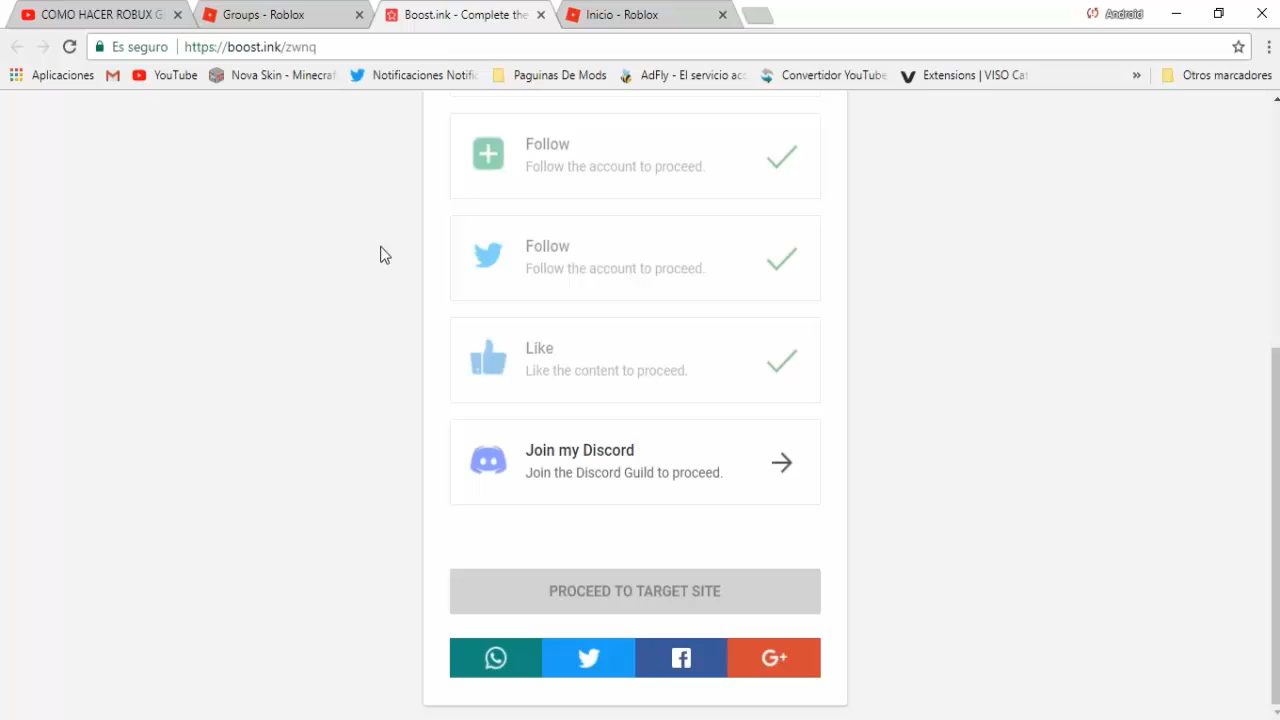 COMO HACER ROBUX G
Groups - Roblox
Boost.ink - Complete the
Inicio - Roblox
Android
Es seguro
https://boost.ink/zwnq
Aplicaciones
YouTube
Nova Skin - Minecraf
Notificaciones Notific
Paguinas De Mods
AdFly - El servicio acc
Convertidor YouTube
Extensions | VISO Cat
»
Otros marcadores
Follow
Follow the account to proceed.
Follow
Follow the account to proceed.
Like
Like the content to proceed.
Join my Discord
Join the Discord Guild to proceed.
PROCEED TO TARGET SITE
G+